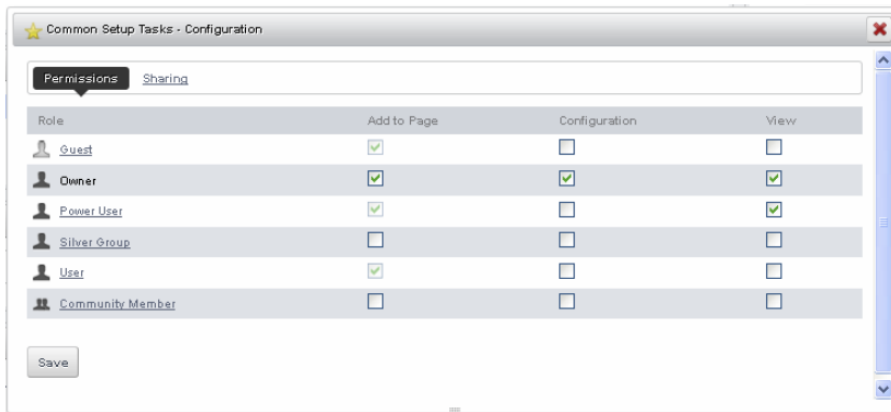 Common Setup Tasks - Configuration
Permissions Sharing
Role Add to Page Configuration View
Guest
Owner
Power User
Silver Group
User
Community Member
Save